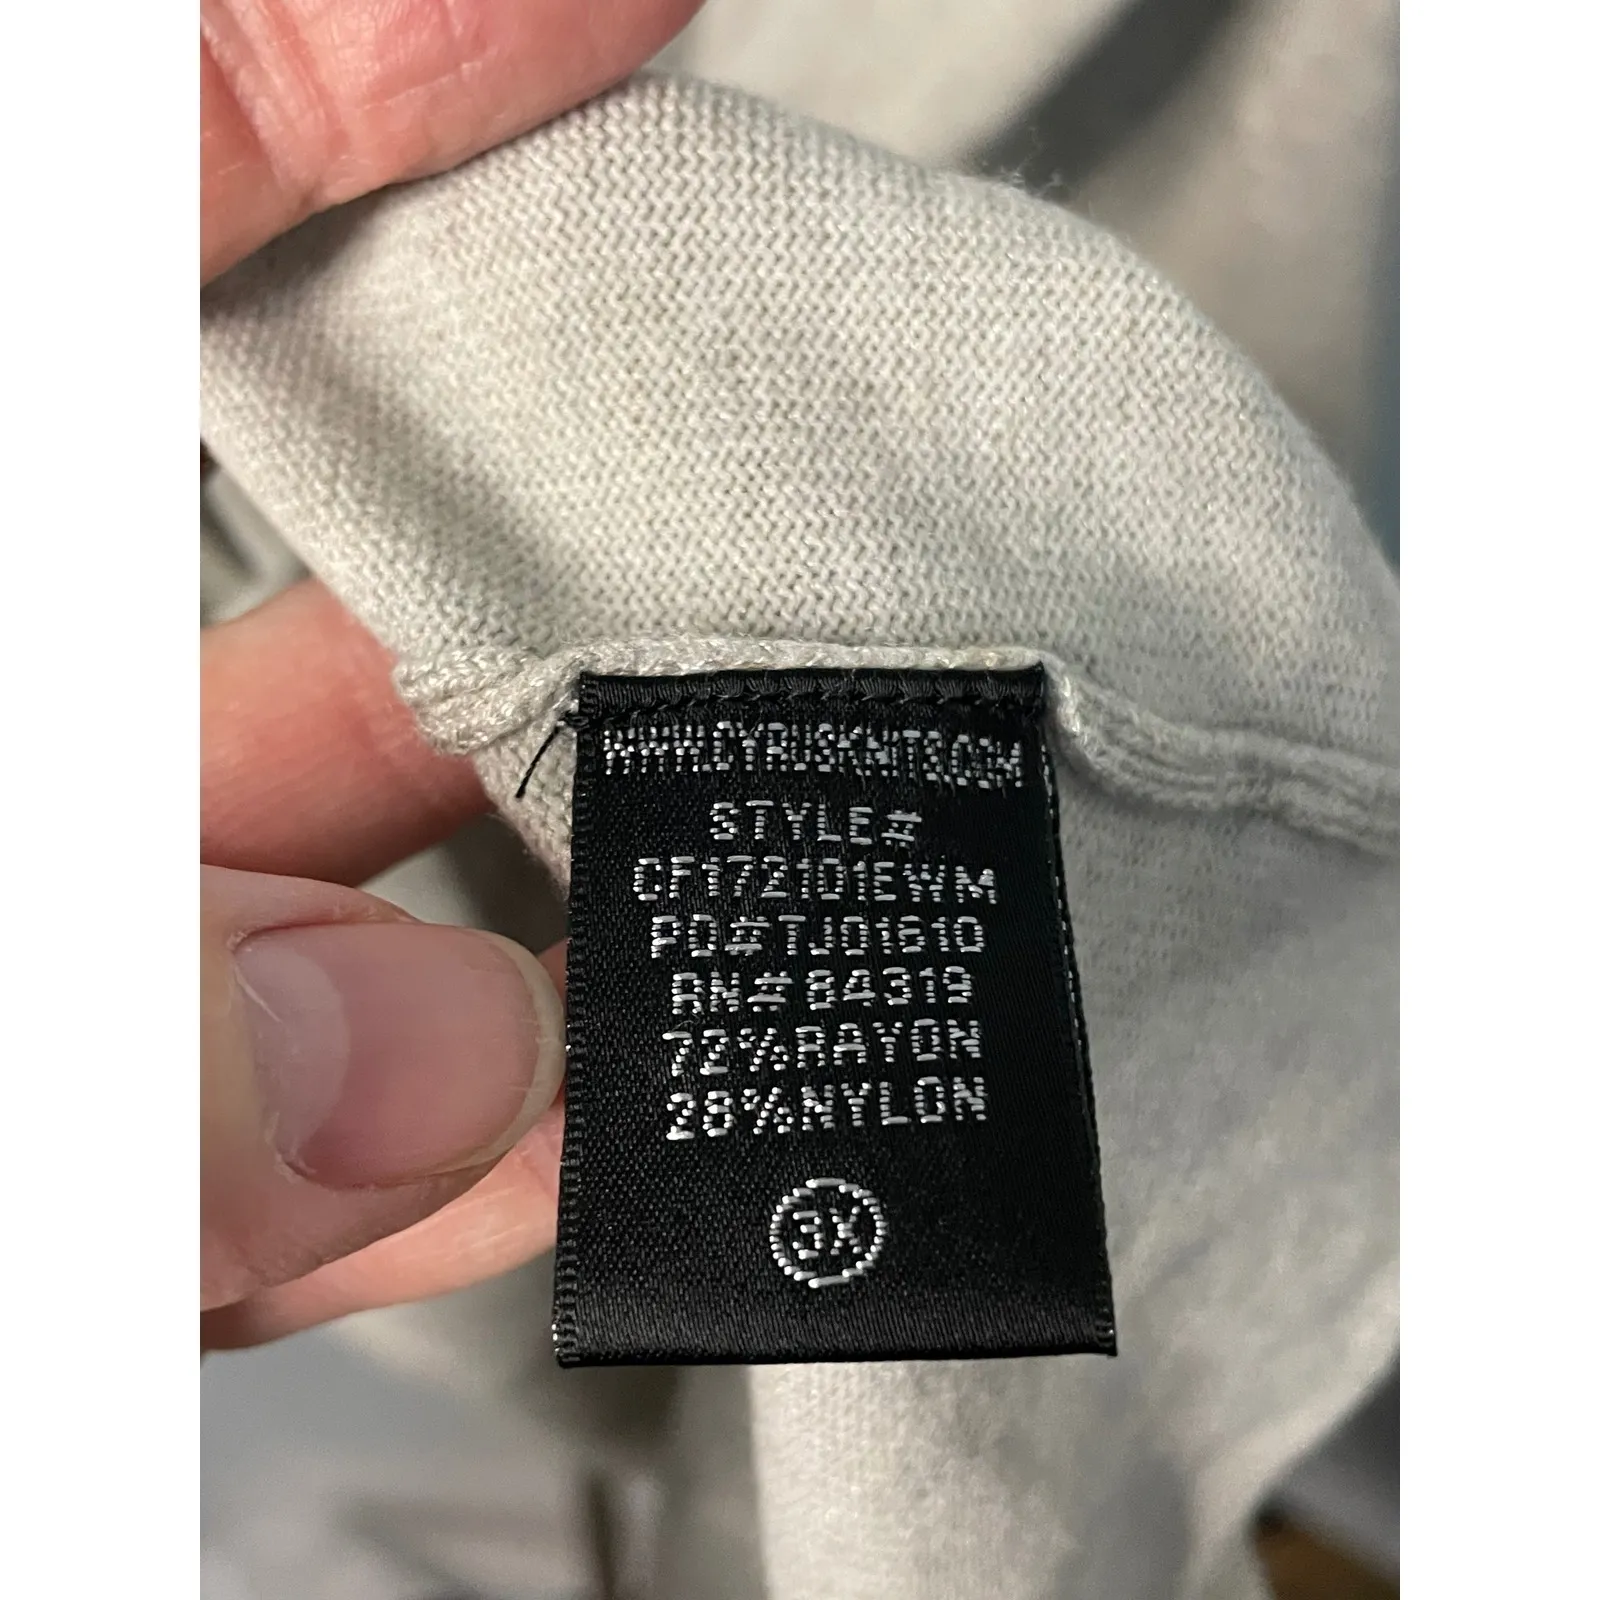 WWW.CYRUSKNITS.COM
STYLE#
CF172101EWM
PO#TJ01610
RN#84319
72%RAYON
28%NYLON
3X